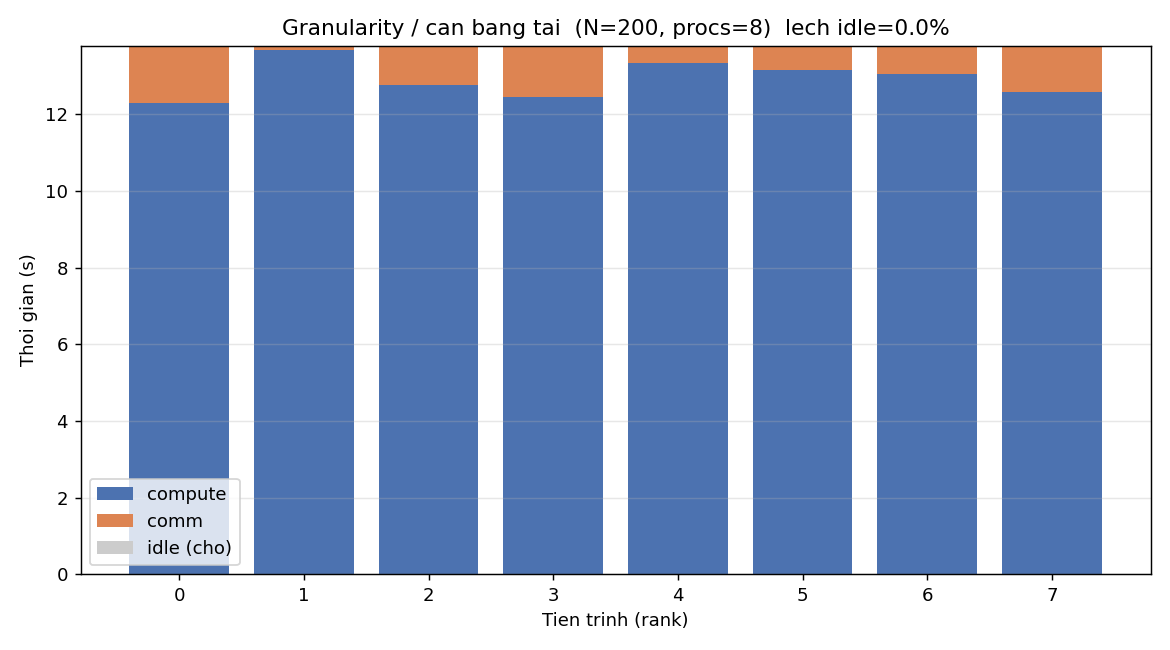 Granularity / can bang tai  (N=200, procs=8)  lech idle=0.0%
Thoi gian (s)
12
10
8
6
4
2
0
compute
comm
idle (cho)
0 1 2 3 4 5 6 7
Tien trinh (rank)